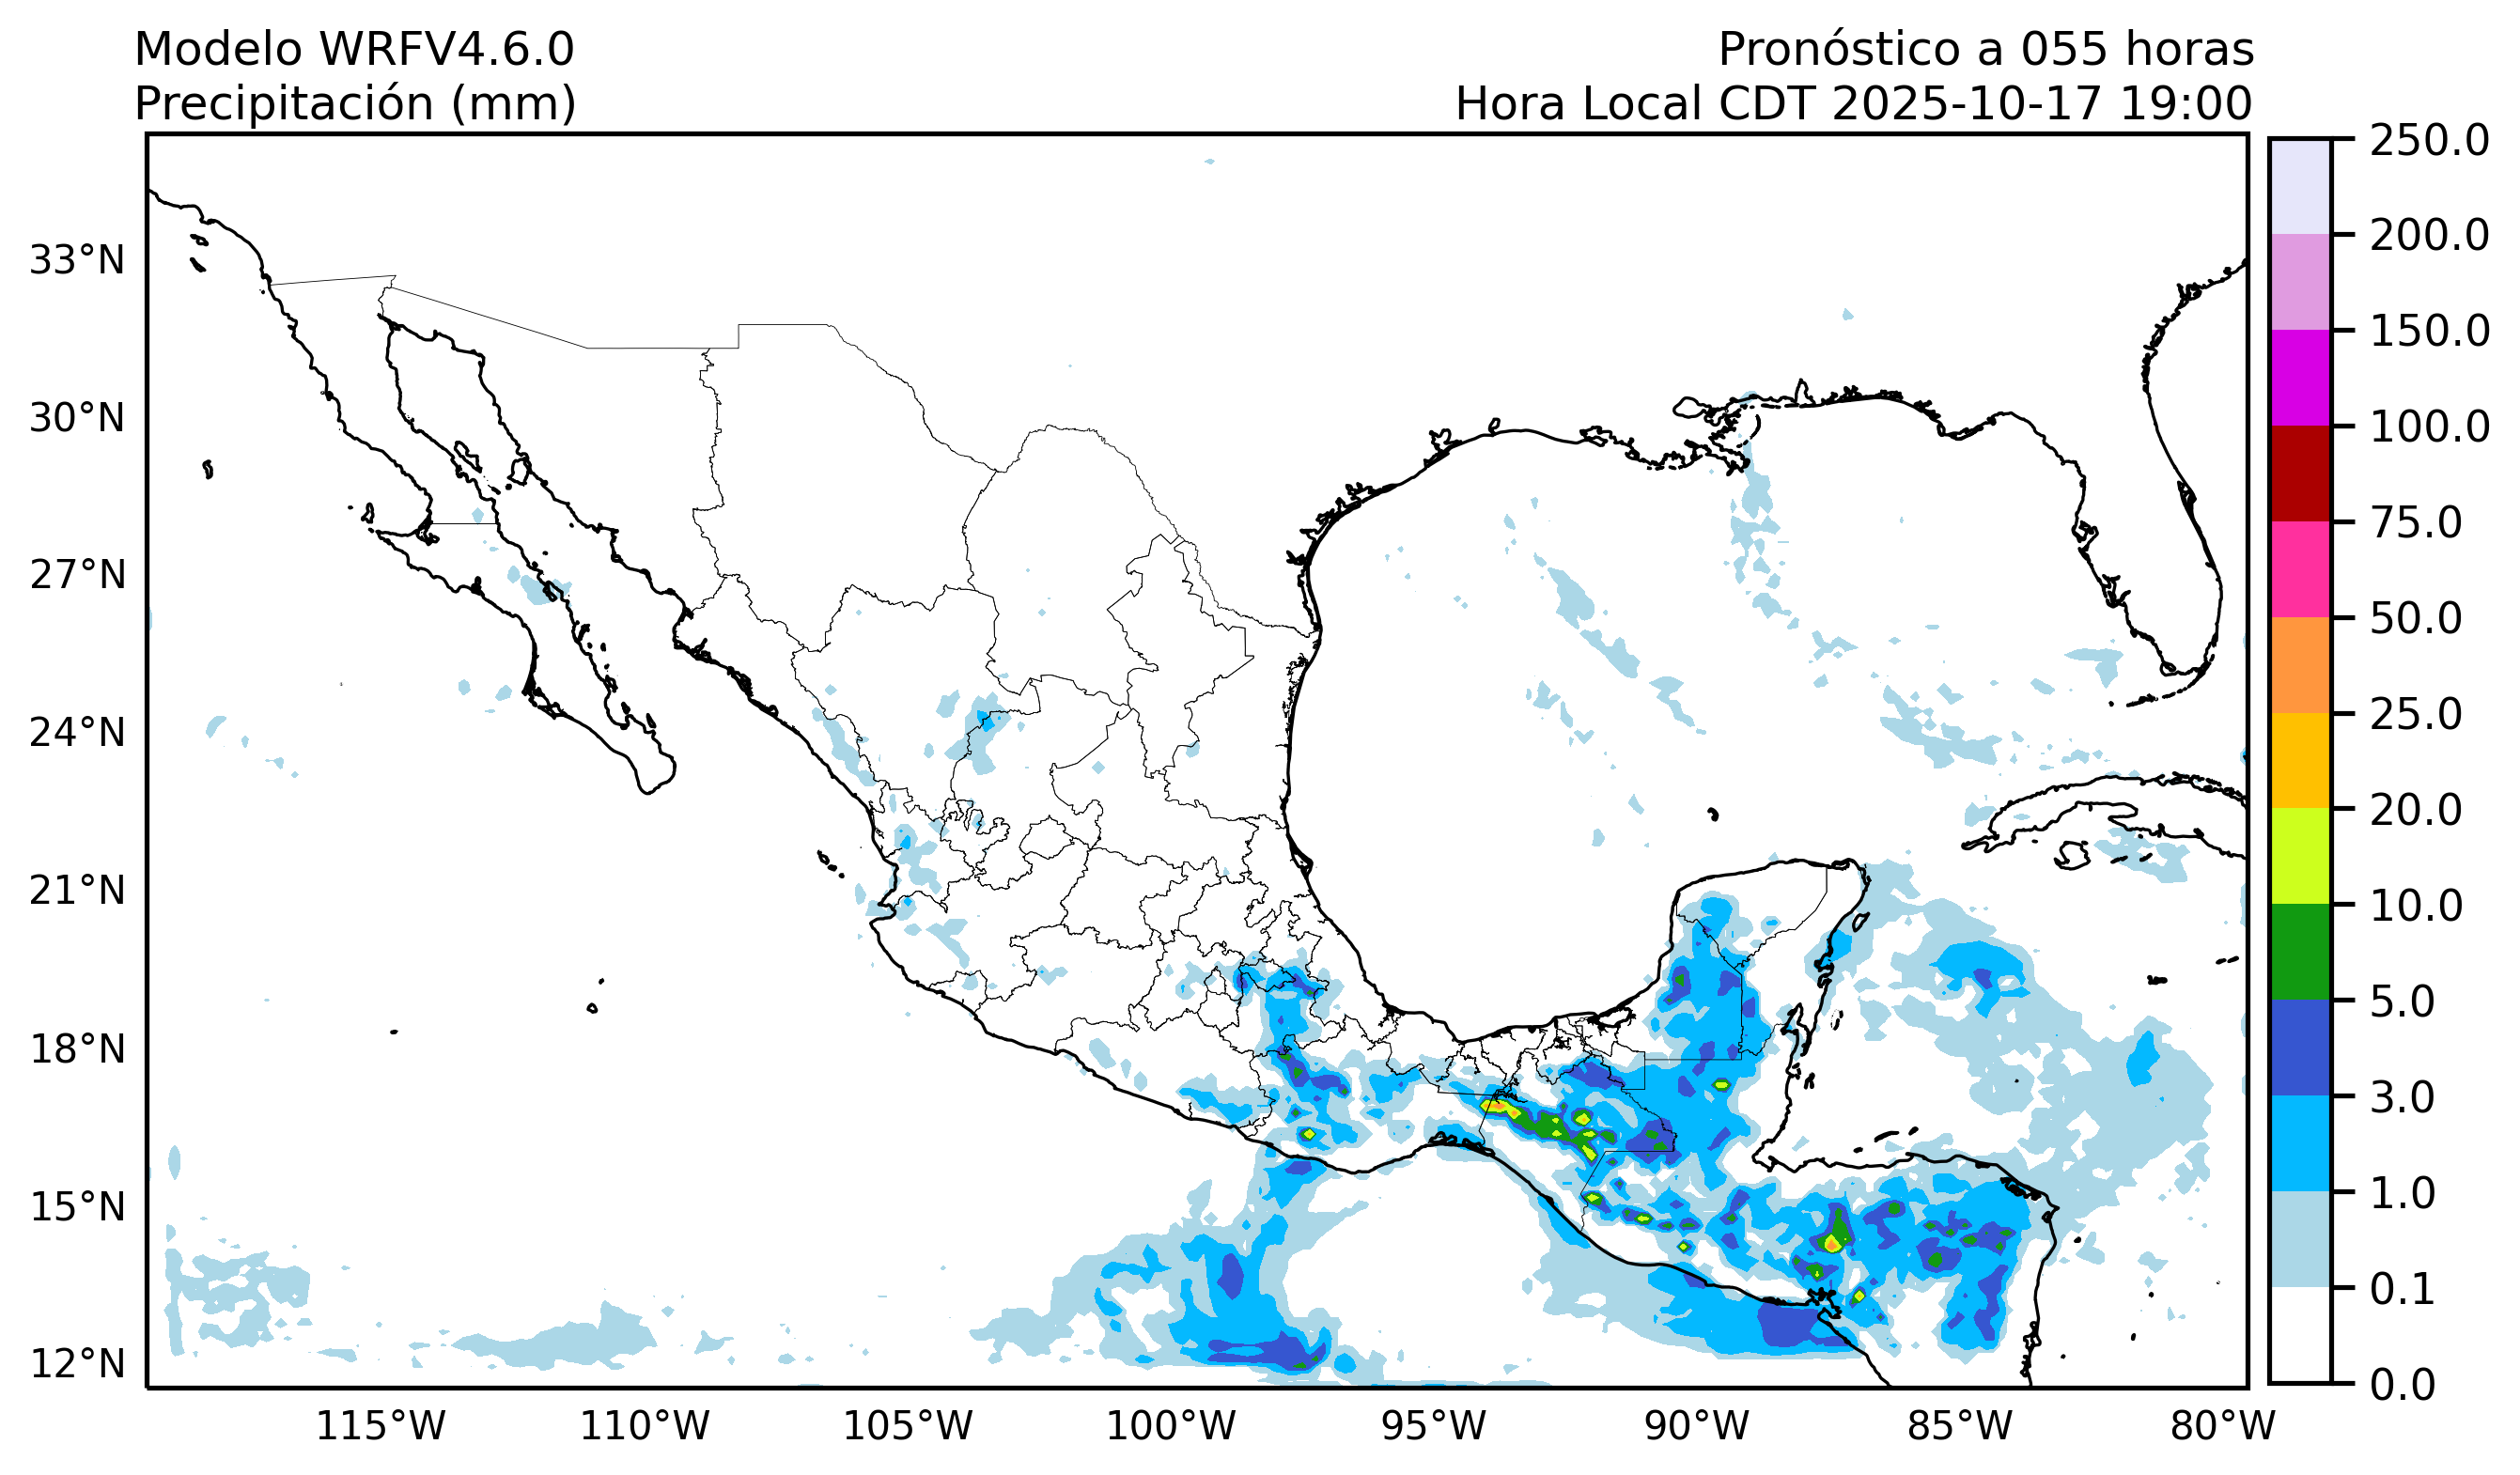 Modelo WRFV4.6.0
Precipitación (mm)
Pronóstico a 055 horas
Hora Local CDT 2025-10-17 19:00
33°N
30°N
27°N
24°N
21°N
18°N
15°N
12°N
115°W
110°W
105°W
100°W
95°W
90°W
85°W
80°W
250.0
200.0
150.0
100.0
75.0
50.0
25.0
20.0
10.0
5.0
3.0
1.0
0.1
0.0